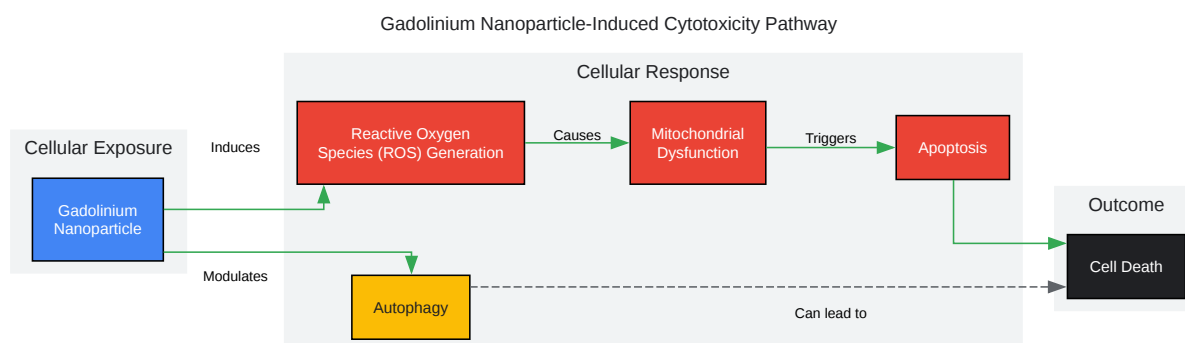 Gadolinium Nanoparticle-Induced Cytotoxicity Pathway
Cellular Response
Cellular Exposure
Induces
Reactive Oxygen
Species (ROS) Generation
Causes
Mitochondrial
Dysfunction
Triggers
Apoptosis
Gadolinium
Nanoparticle
Modulates
Autophagy
Can lead to
Outcome
Cell Death